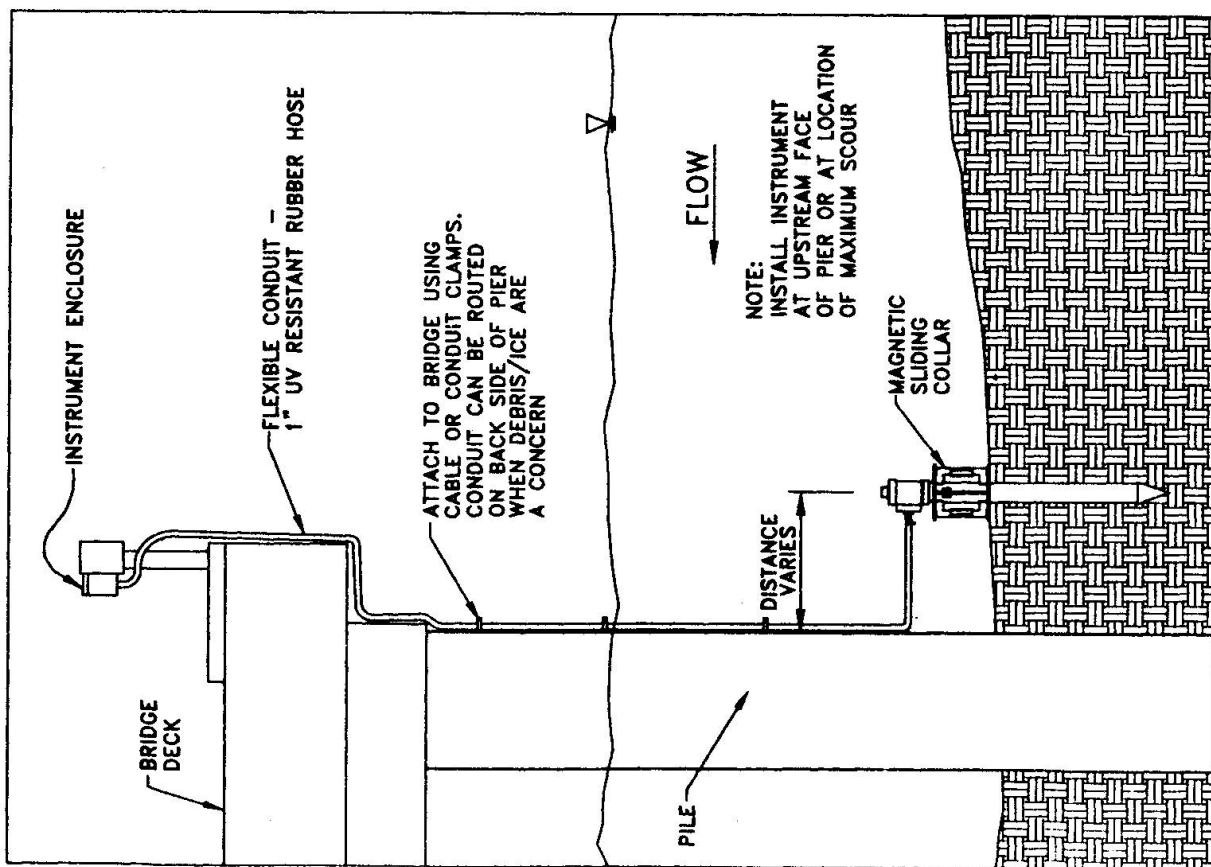 INSTRUMENT ENCLOSURE
FLEXIBLE CONDUIT -
1" UV RESISTANT RUBBER HOSE
BRIDGE
DECK
ATTACH TO BRIDGE USING
CABLE OR CONDUIT CLAMPS.
CONDUIT CAN BE ROUTED
ON BACK SIDE OF PIER
WHEN DEBRIS/ICE ARE
A CONCERN
FLOW
NOTE:
INSTALL INSTRUMENT
AT UPSTREAM FACE
OF PIER OR AT LOCATION
OF MAXIMUM SCOUR
DISTANCE
VARIES
MAGNETIC
SLIDING
COLLAR
PILE